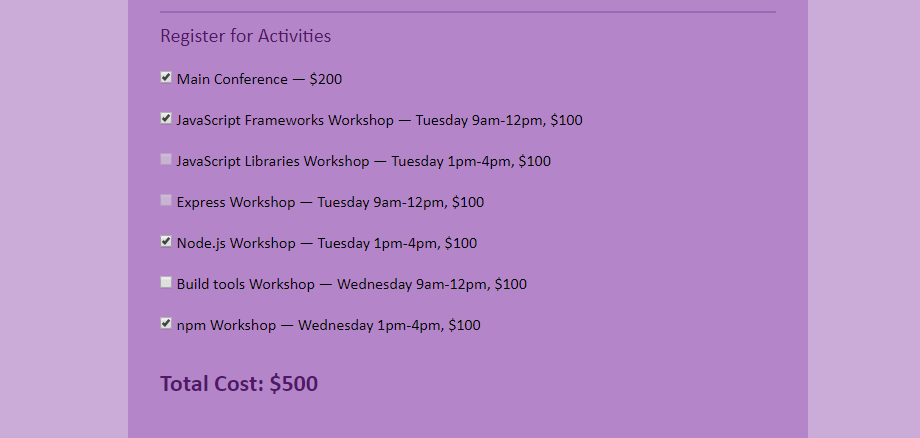 Register for Activities
Main Conference — $200
JavaScript Frameworks Workshop — Tuesday 9am-12pm, $100
JavaScript Libraries Workshop — Tuesday 1pm-4pm, $100
Express Workshop — Tuesday 9am-12pm, $100
Node.js Workshop — Tuesday 1pm-4pm, $100
Build tools Workshop — Wednesday 9am-12pm, $100
npm Workshop — Wednesday 1pm-4pm, $100
Total Cost: $500